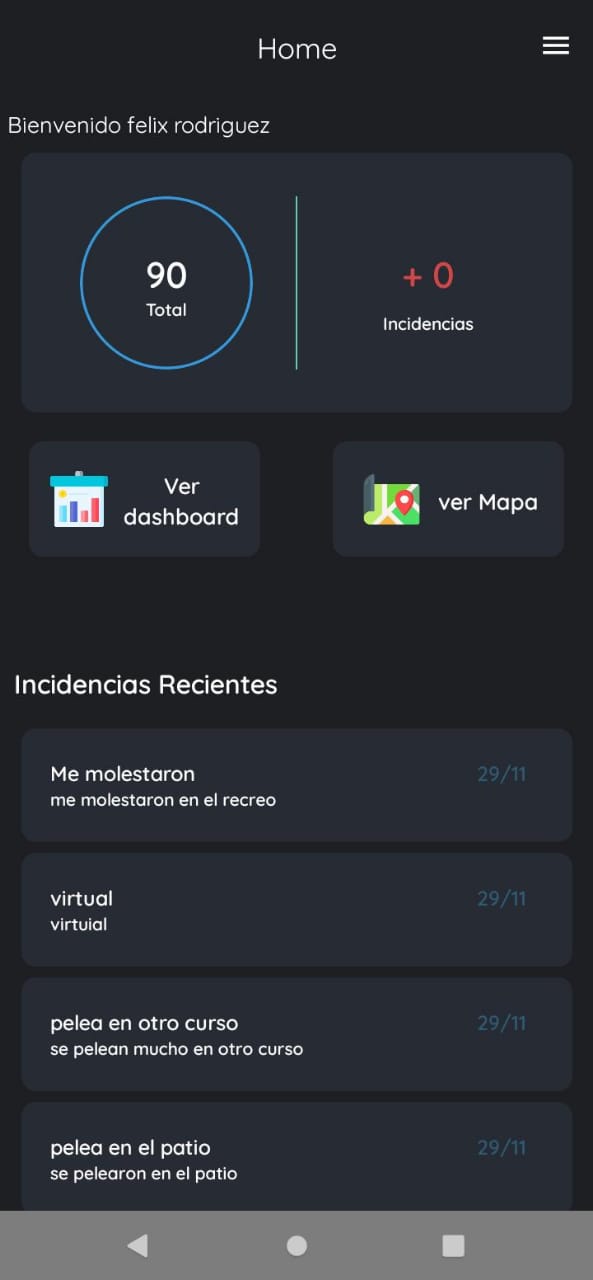 Home
Bienvenido felix rodriguez
90
Total
+ 0
Incidencias
Ver
dashboard
ver Mapa
Incidencias Recientes
Me molestaron
29/11
me molestaron en el recreo
virtual
29/11
virtuial
pelea en otro curso
29/11
se pelean mucho en otro curso
pelea en el patio
29/11
se pelearon en el patio